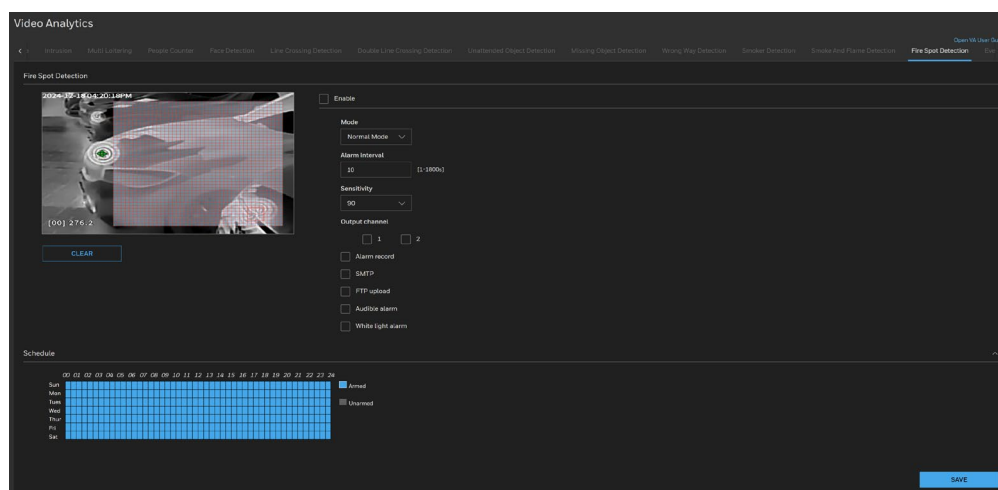 Video Analytics
Open VA User Gu
Intrusion Multi Loitering People Counter Face Detection Line Crossing Detection Double Line Crossing Detection Unattended Object Detection Missing Object Detection Wrong Way Detection Smoker Detection Smoke And Flame Detection Fire Spot Detection
Fire Spot Detection
04:20:18PM
Enable
Mode
Normal Mode
Alarm Interval
10 [1-1800s]
Sensitivity
90
Output channel
1 2
[00] 276.2
CLEAR
Alarm record
SMTP
FTP upload
Audible alarm
White light alarm
Schedule
00 01 02 03 04 05 06 07 08 09 10 11 12 13 14 15 16 17 18 19 20 21 22 23 24
Sun
Armed
Mon
Tues
Unarmed
Wed
Thur
Fri
Sat
SAVE